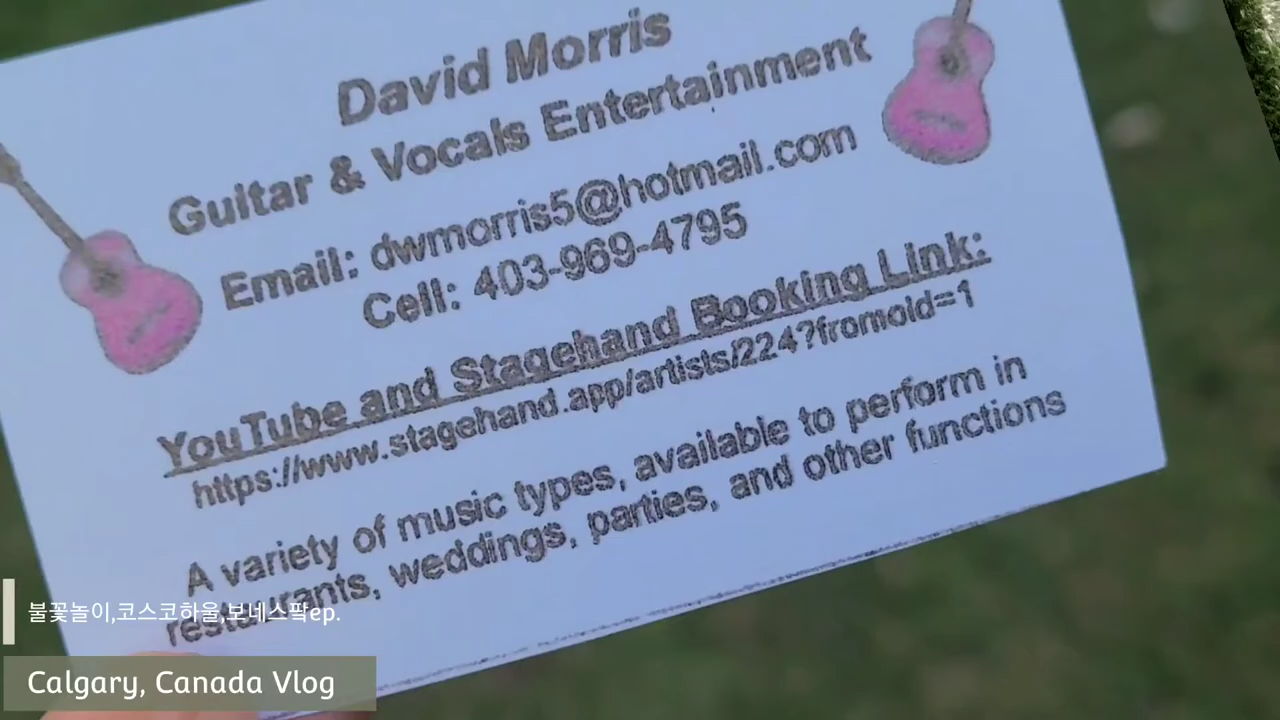 David Morris
Guitar & Vocals Entertainment
Email: dwmorris5@hotmail.com
Cell: 403-969-4795
YouTube and Stagehand Booking Link:
https://www.stagehand.app/artists/224?fromoid=1
A variety of music types, available to perform in
restaurants, weddings, parties, and other functions
불꽃놀이,코스코하울,보네스팍ep.
Calgary, Canada Vlog